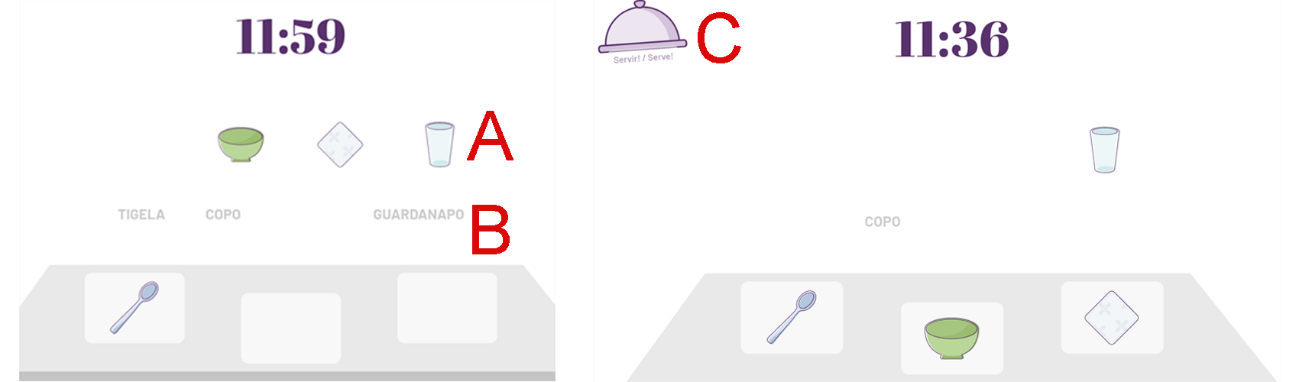 11:59
A
TIGELA COPO GUARDANAPO
B
Servir! / Serve!
C
11:36
COPO